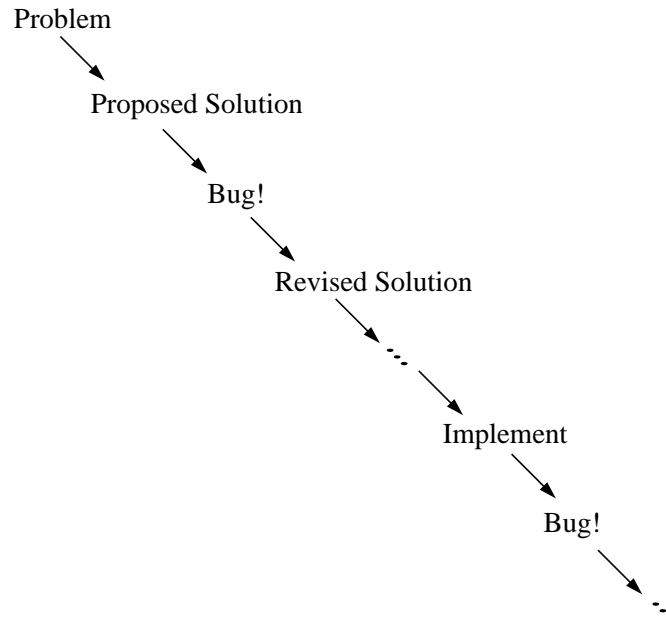 Problem
Proposed Solution
Bug!
Revised Solution
...
Implement
Bug!